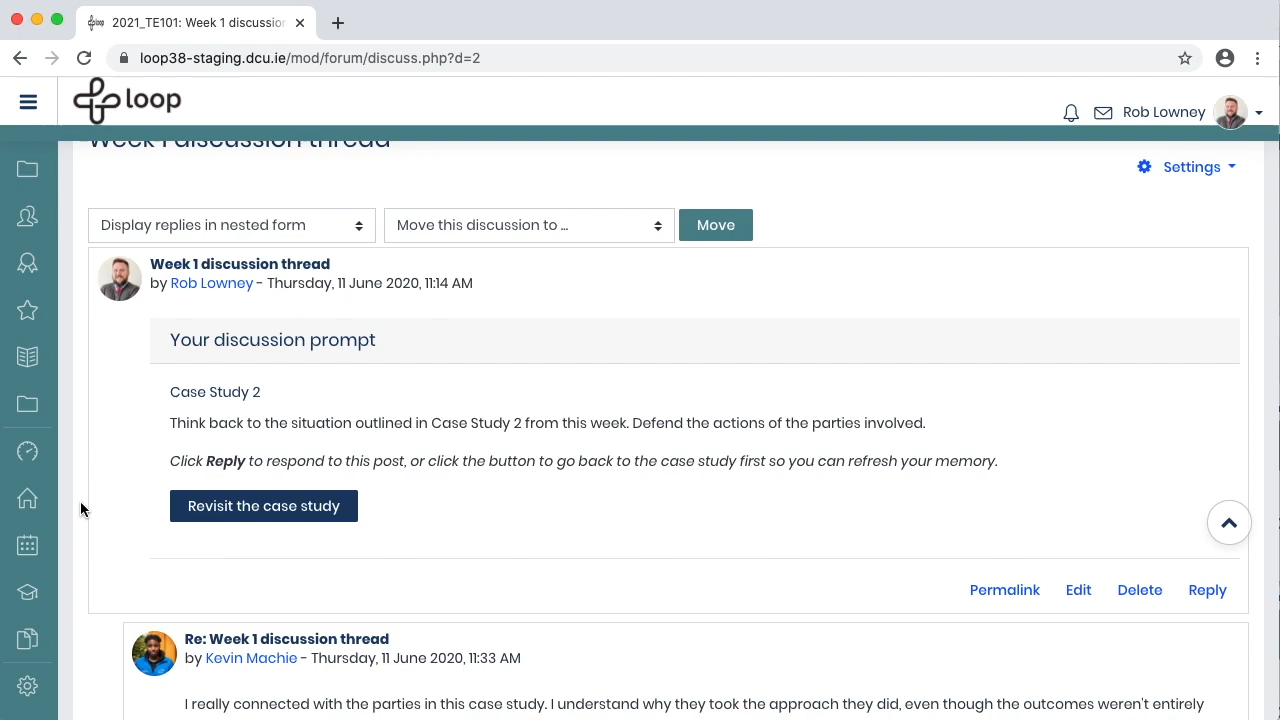 2021_TE101: Week 1 discussion
loop38-staging.dcu.ie/mod/forum/discuss.php?d=2
loop
Rob Lowney
Week 1 discussion thread
Settings
Display replies in nested form
Move this discussion to ...
Move
Week 1 discussion thread
by Rob Lowney - Thursday, 11 June 2020, 11:14 AM
Your discussion prompt
Case Study 2
Think back to the situation outlined in Case Study 2 from this week. Defend the actions of the parties involved.
Click Reply to respond to this post, or click the button to go back to the case study first so you can refresh your memory.
Revisit the case study
Permalink Edit Delete Reply
Re: Week 1 discussion thread
by Kevin Machie - Thursday, 11 June 2020, 11:33 AM
I really connected with the parties in this case study. I understand why they took the approach they did, even though the outcomes weren't entirely